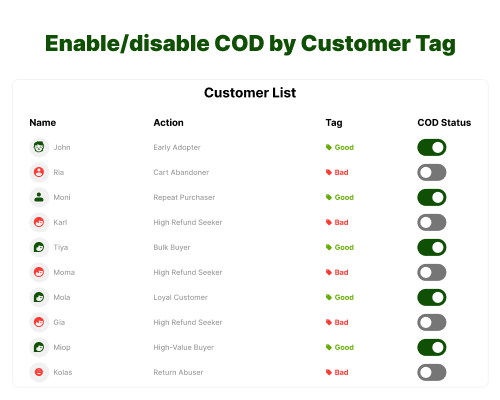 Enable/disable COD by Customer Tag
Customer List
Name Action Tag COD Status
John Early Adopter Good
Ria Cart Abandoner Bad
Moni Repeat Purchaser Good
Karl High Refund Seeker Bad
Tiya Bulk Buyer Good
Moma High Refund Seeker Bad
Mola Loyal Customer Good
Gia High Refund Seeker Bad
Miop High-Value Buyer Good
Kolas Return Abuser Bad